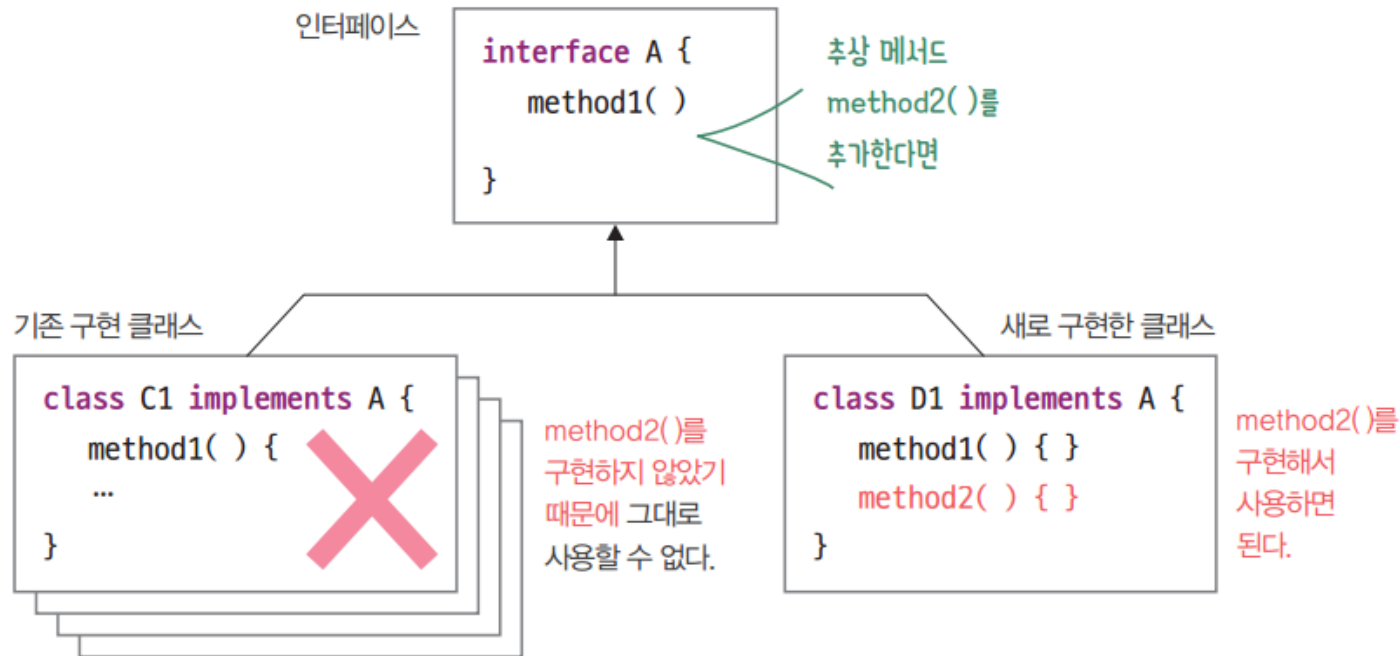 인터페이스
interface A {
method1( )
}
추상 메서드
method2( )를
추가한다면
기존 구현 클래스
class C1 implements A {
method1( ) {
…
}
method2( )를
구현하지 않았기
때문에 그대로
사용할 수 없다.
새로 구현한 클래스
class D1 implements A {
method1( ) { }
method2( ) { }
}
method2( )를
구현해서
사용하면
된다.